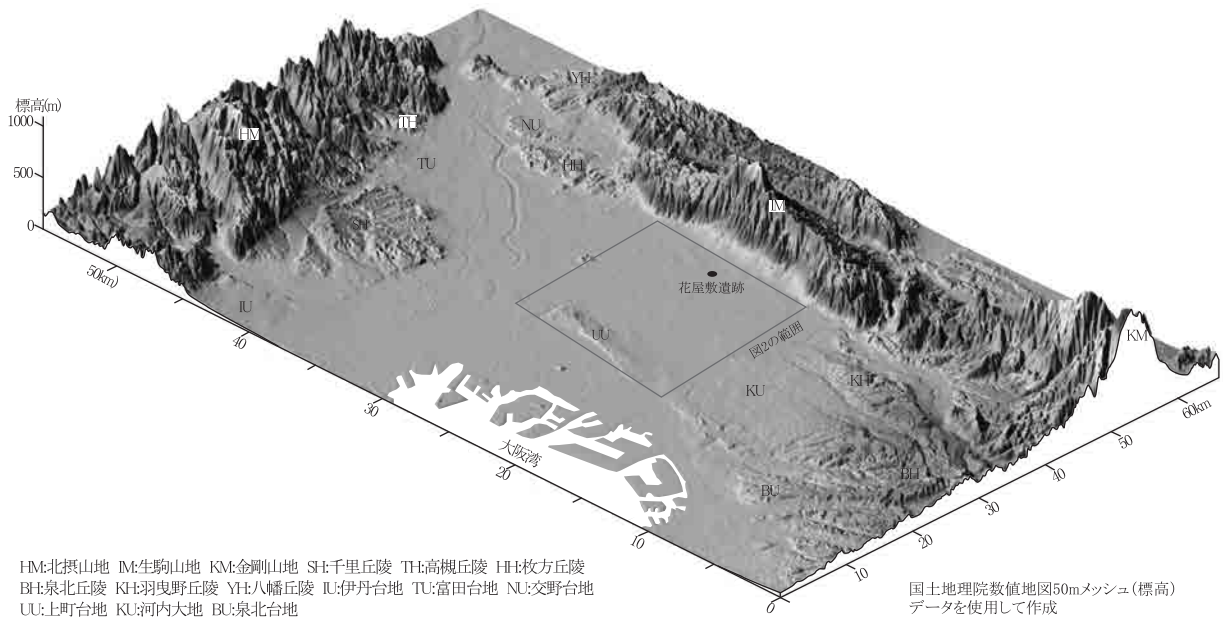 標高(m)
1000
500
0
50km)
40
30
20
10
0
10
20
30
40
50
60km
HM
TH
TU
SH
IU
YH
NU
HH
IM
花屋敷遺跡
UU
図2の範囲
KU
KH
KM
BU
BH
大阪湾
HM:北摂山地 IM:生駒山地 KM:金剛山地 SH:千里丘陵 TH:高槻丘陵 HH:枚方丘陵
BH:泉北丘陵 KH:羽曳野丘陵 YH:八幡丘陵 IU:伊丹台地 TU:富田台地 NU:交野台地
UU:上町台地 KU:河内大地 BU:泉北台地
国土地理院数値地図50mメッシュ(標高)
データを使用して作成